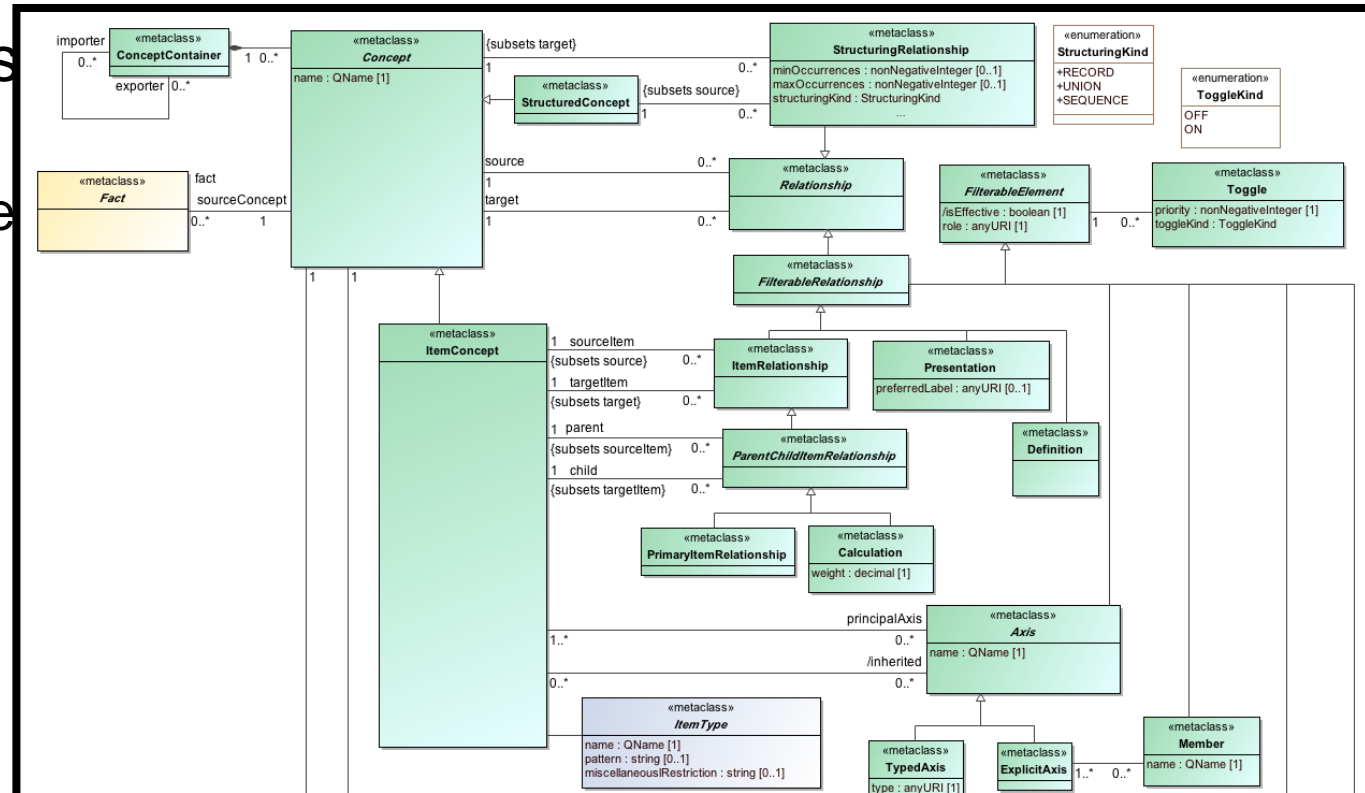 s
e
importer
0..*
exporter
0..*
«metaclass»
ConceptContainer
1 0..*
«metaclass»
Concept
name : QName [1]
{subsets target}
1
0..*
«metaclass»
StructuredConcept
{subsets source}
1
0..*
«metaclass»
StructuringRelationship
minOccurrences : nonNegativeInteger [0..1]
maxOccurrences : nonNegativeInteger [0..1]
structuringKind : StructuringKind
...
«enumeration»
StructuringKind
+RECORD
+UNION
+SEQUENCE
«enumeration»
ToggleKind
OFF
ON
«metaclass»
Fact
fact
sourceConcept
0..*
1
source
1
0..*
target
1
0..*
«metaclass»
Relationship
«metaclass»
FilterableElement
/isEffective : boolean [1]
role : anyURI [1]
1
0..*
«metaclass»
Toggle
priority : nonNegativeInteger [1]
toggleKind : ToggleKind
1
1
«metaclass»
FilterableRelationship
«metaclass»
ItemConcept
1 sourceItem
{subsets source}
0..*
1 targetItem
{subsets target}
0..*
1 parent
{subsets sourceItem}
0..*
1 child
{subsets targetItem}
0..*
«metaclass»
ItemRelationship
«metaclass»
Presentation
preferredLabel : anyURI [0..1]
«metaclass»
ParentChildItemRelationship
«metaclass»
Definition
«metaclass»
PrimaryItemRelationship
«metaclass»
Calculation
weight : decimal [1]
principalAxis
1..*
0..*
/inherited
0..*
0..*
«metaclass»
Axis
name : QName [1]
«metaclass»
ItemType
name : QName [1]
pattern : string [0..1]
miscellaneouslRestriction : string [0..1]
«metaclass»
TypedAxis
type : anyURI [1]
«metaclass»
ExplicitAxis
1..*
0..*
«metaclass»
Member
name : QName [1]